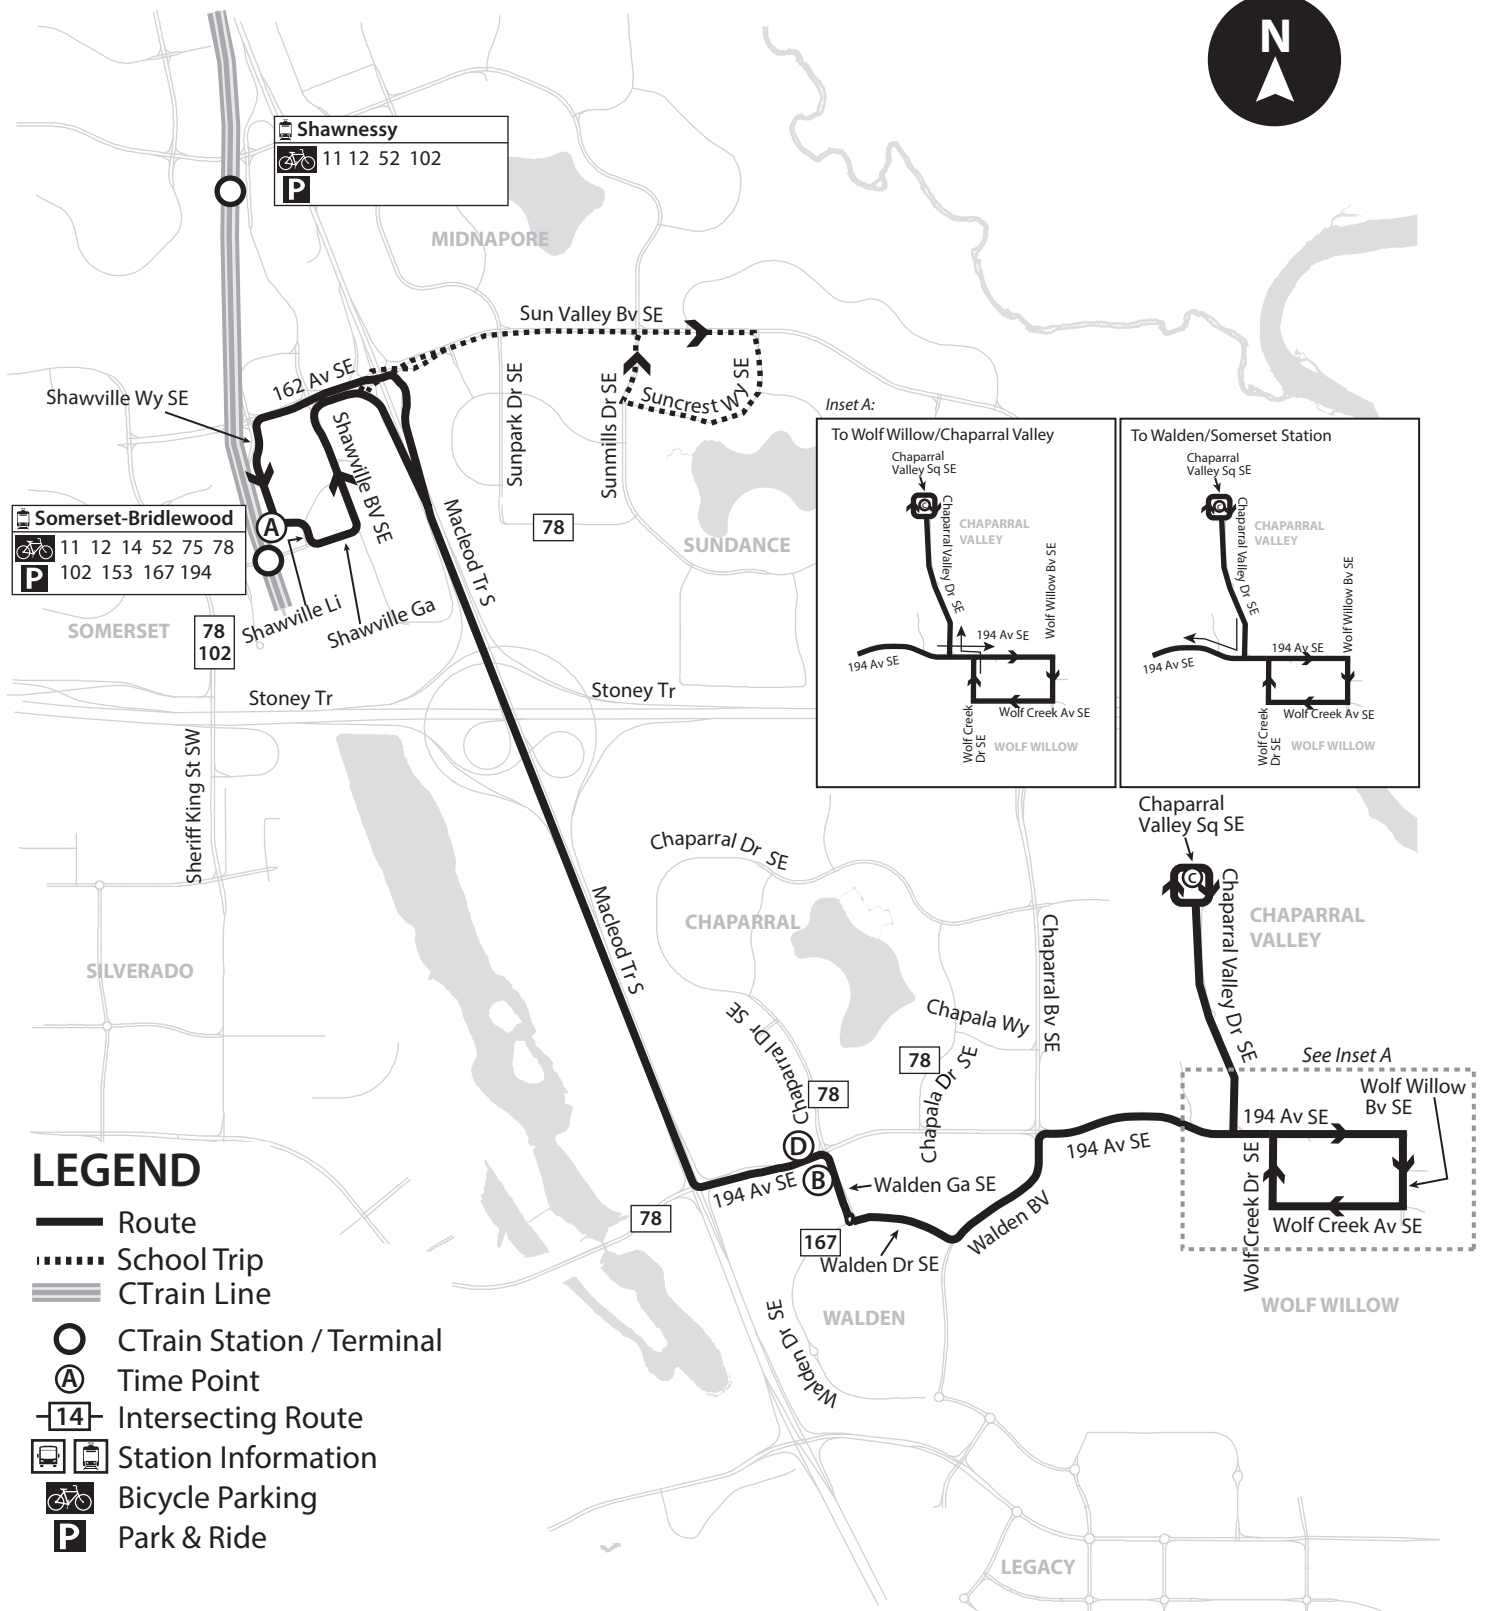 N
Shawnessy
11 12 52 102
P
MIDNAPORE
Sun Valley Bv SE
162 Av SE
Shawville Wy SE
Shawville BV SE
Sunpark Dr SE
Sunmills Dr SE
Suncrest Wy SE
Macleod Tr S
78
SUNDANCE
Somerset-Bridlewood
11 12 14 52 75 78
P
102 153 167 194
A
SOMERSET
78
102
Shawville Li
Shawville Ga
Stoney Tr
Stoney Tr
Sheriff King St SW
Inset A:
To Wolf Willow/Chaparral Valley
Chaparral
Valley Sq SE
C
Chaparral Valley Dr SE
CHAPARRAL
VALLEY
Wolf Willow Bv SE
194 Av SE
194 Av SE
Wolf Creek Av SE
Wolf Creek
Dr SE
WOLF WILLOW
To Walden/Somerset Station
Chaparral
Valley Sq SE
C
Chaparral Valley Dr SE
CHAPARRAL
VALLEY
Wolf Willow Bv SE
194 Av SE
194 Av SE
Wolf Creek Av SE
Wolf Creek
Dr SE
WOLF WILLOW
Chaparral
Valley Sq SE
C
Chaparral Valley Dr SE
CHAPARRAL
VALLEY
Chaparral Dr SE
CHAPARRAL
Macleod Tr S
SILVERADO
Chaparral Bv SE
Chapala Wy
Chaparral Dr SE
78
Chapala Dr SE
78
See Inset A
Wolf Willow
Bv SE
194 Av SE
194 Av SE
D
B
194 Av SE
Walden Ga SE
Wolf Creek Dr SE
Wolf Creek Av SE
78
167
Walden Dr SE
Walden BV
WOLF WILLOW
WALDEN
Walden Dr SE
LEGACY
LEGEND
Route
School Trip
CTrain Line
CTrain Station / Terminal
A Time Point
14 Intersecting Route
Station Information
Bicycle Parking
P Park & Ride